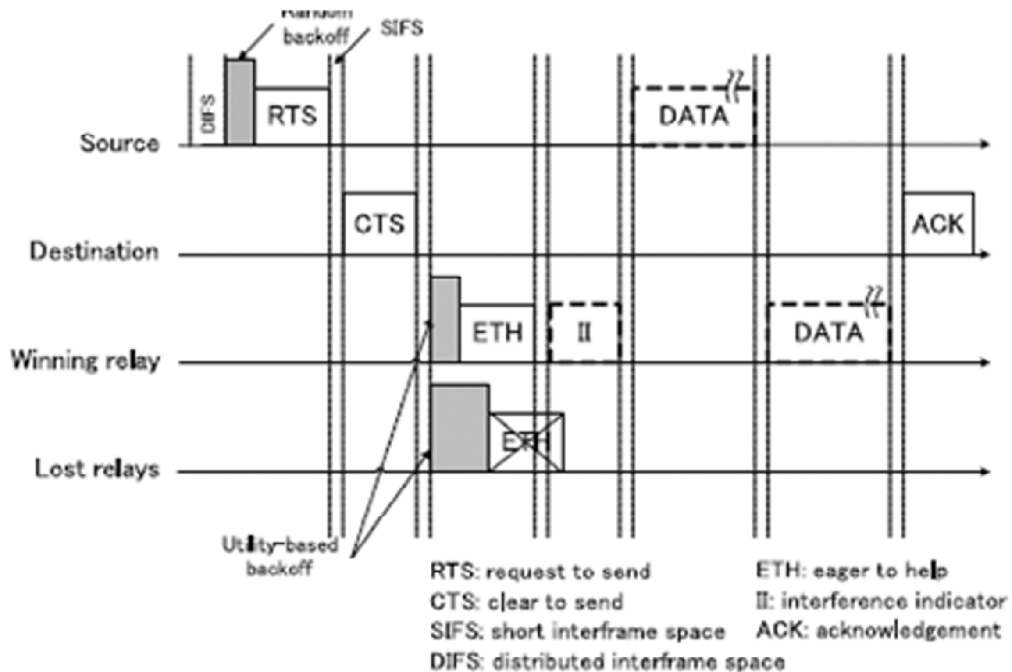 Random
backoff
SIFS
DIFS
RTS
DATA
Source
CTS
ACK
Destination
ETH
II
DATA
Winning relay
ETH
Lost relays
Utility-based
backoff
RTS: request to send
ETH: eager to help
CTS: clear to send
II: interference indicator
SIFS: short interframe space
ACK: acknowledgement
DIFS: distributed interframe space